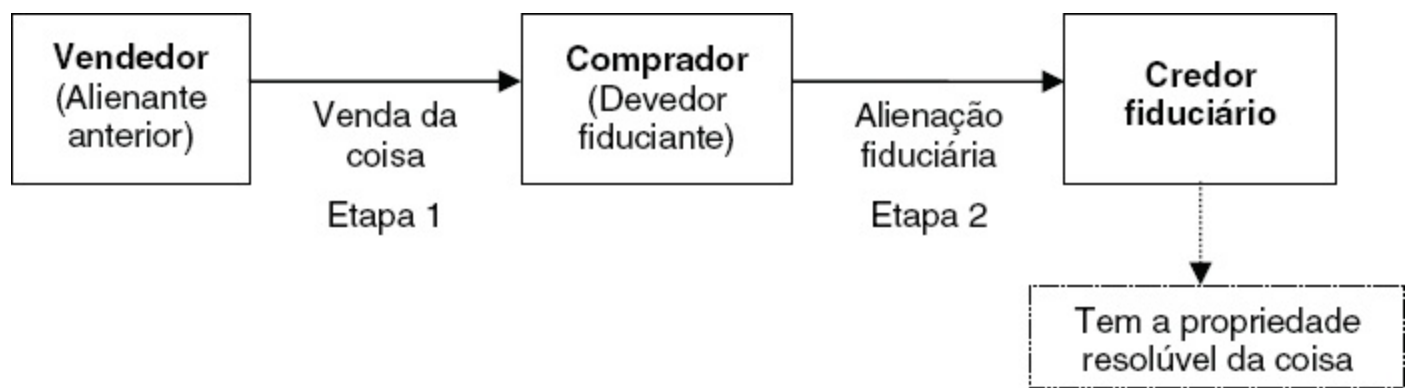 Vendedor
(Alienante
anterior)
Venda da
coisa
Etapa 1
Comprador
(Devedor
fiduciante)
Alienação
fiduciária
Etapa 2
Credor
fiduciário
Tem a propriedade
resolúvel da coisa